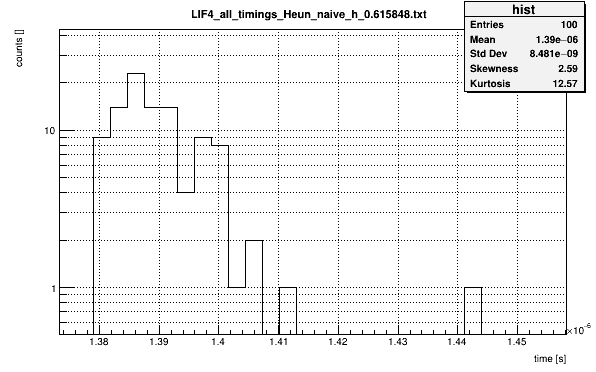 LIF4_all_timings_Heun_naive_h_0.615848.txt
hist
Entries 100
Mean 1.39e−06
Std Dev 8.481e−09
Skewness 2.59
Kurtosis 12.57
counts []
10
1
1.38 1.39 1.4 1.41 1.42 1.43 1.44 1.45
×10−6
time [s]